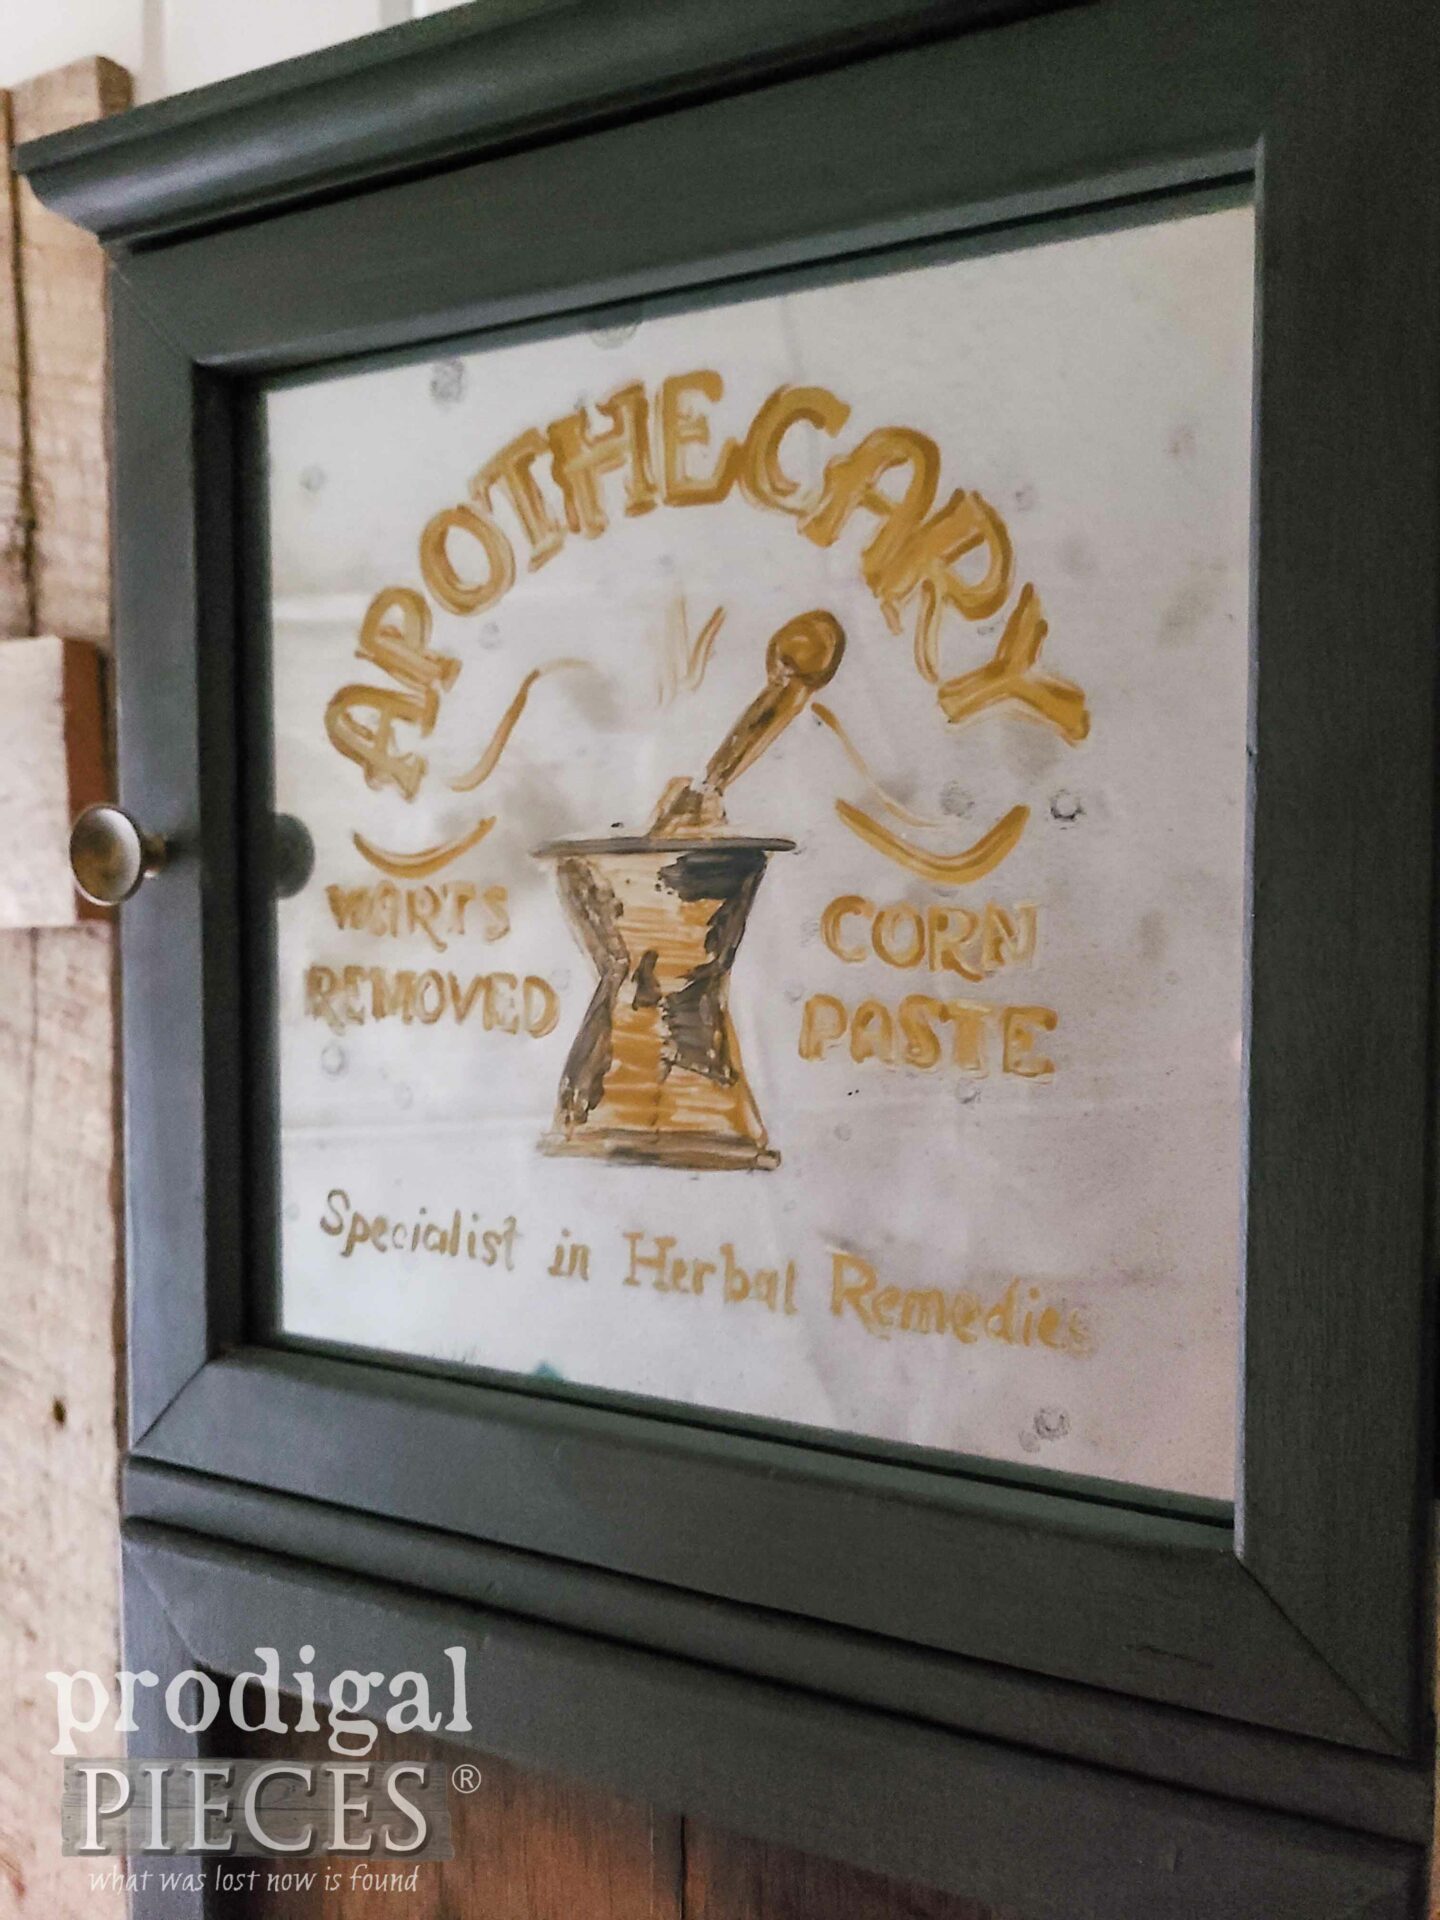 APOTHECARY
WARTS
REMOVED
CORN
PASTE
Specialist in Herbal Remedies
prodigal
PIECES®
what was lost now is found